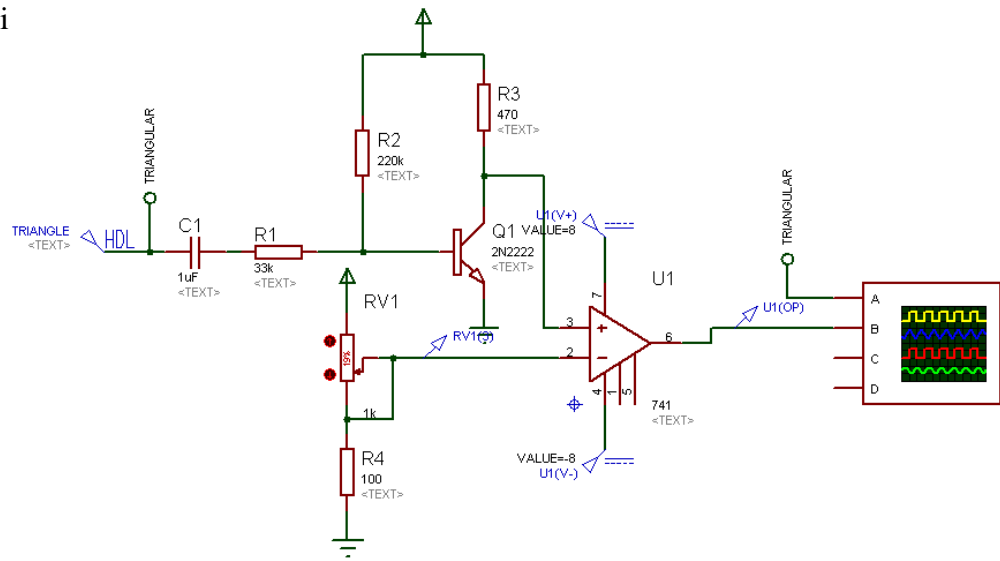 i
TRIANGULAR
TRIANGLE
<TEXT>
HDL
C1
1uF
<TEXT>
R1
33k
<TEXT>
R2
220k
<TEXT>
R3
470
<TEXT>
Q1
2N2222
<TEXT>
RV1
19%
1k
RV1(3)
R4
100
<TEXT>
U1(V+)
VALUE=8
U1
7
3
2
6
4
1
5
741
<TEXT>
VALUE=-8
U1(V-)
U1(OP)
TRIANGULAR
A
B
C
D